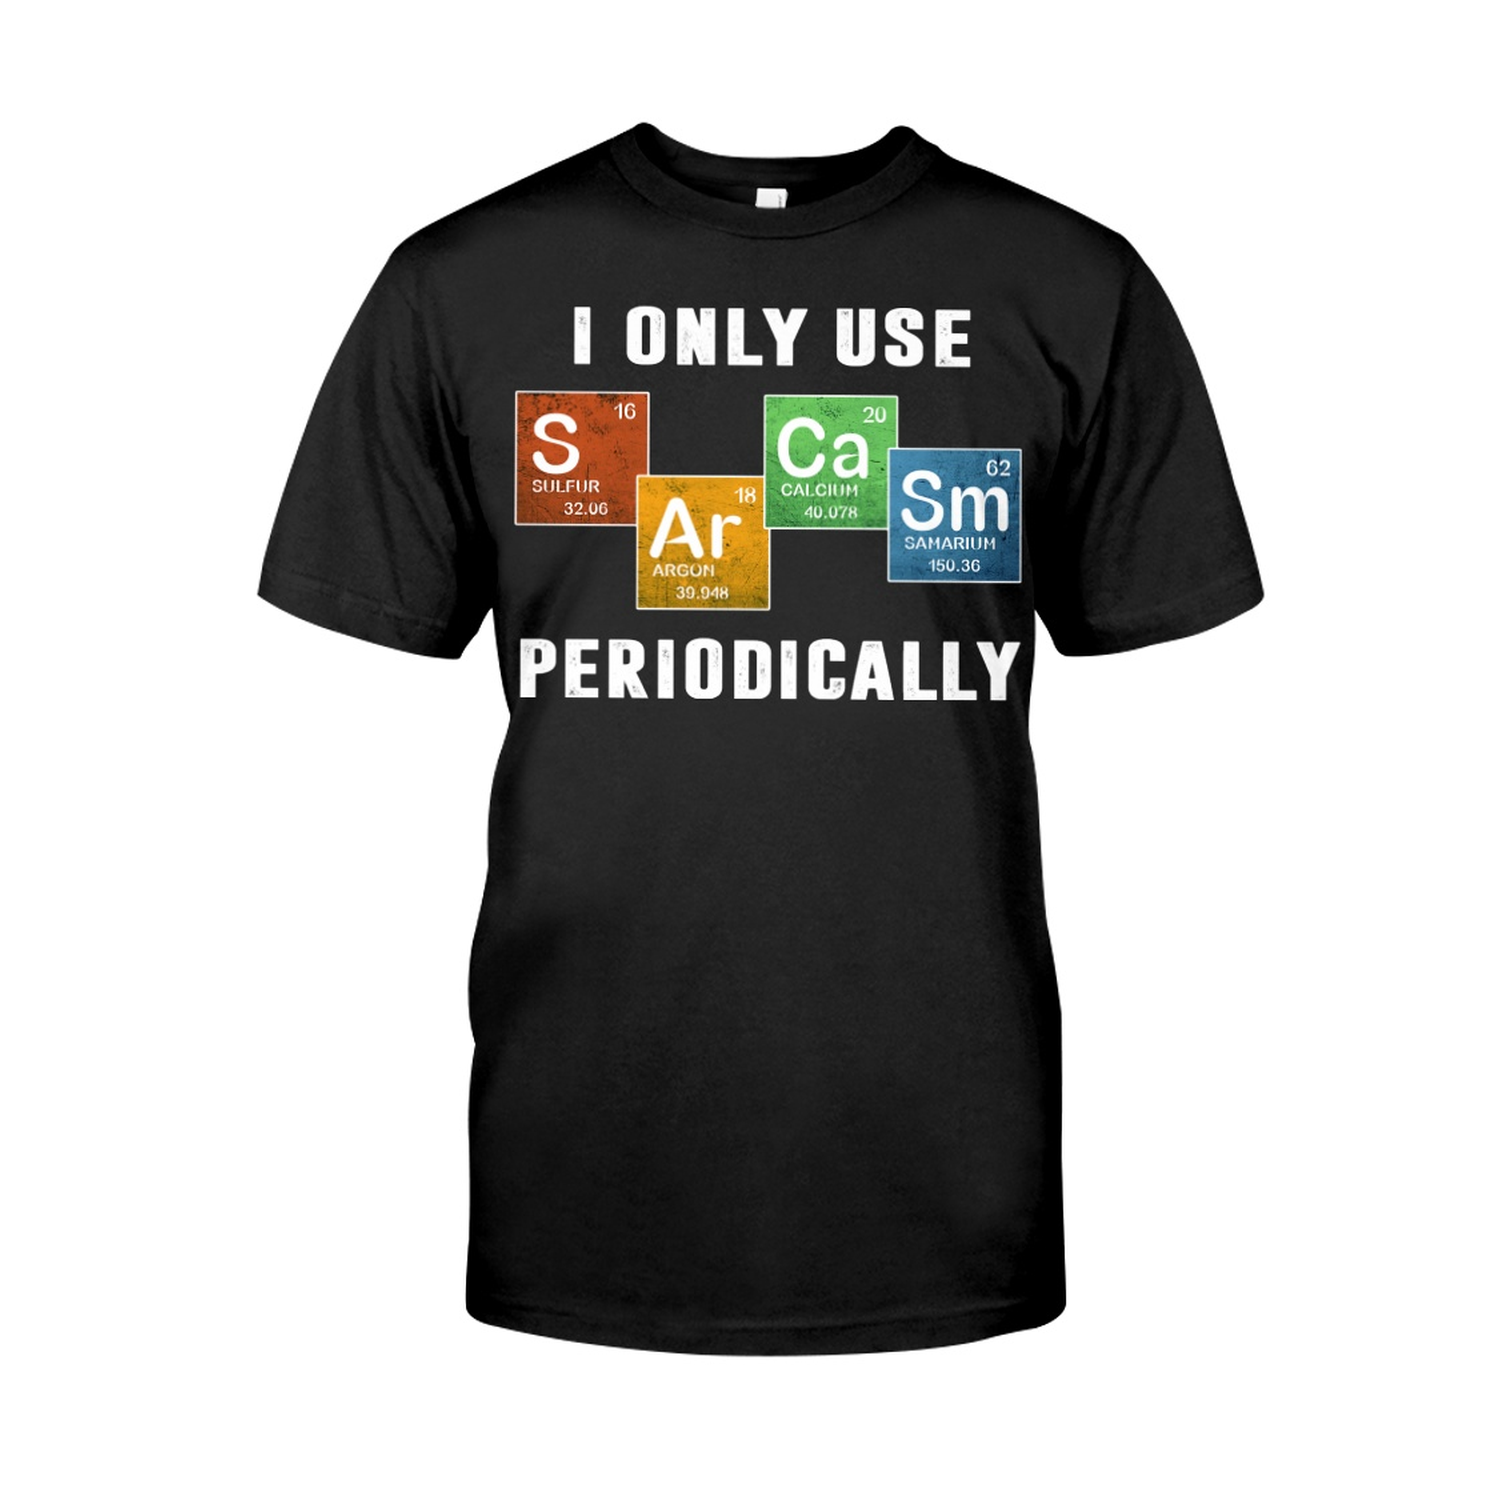 I ONLY USE
S 16
SULFUR
32.06
Ar 18
ARGON
39.948
Ca 20
CALCIUM
40.078
Sm 62
SAMARIUM
150.36
PERIODICALLY